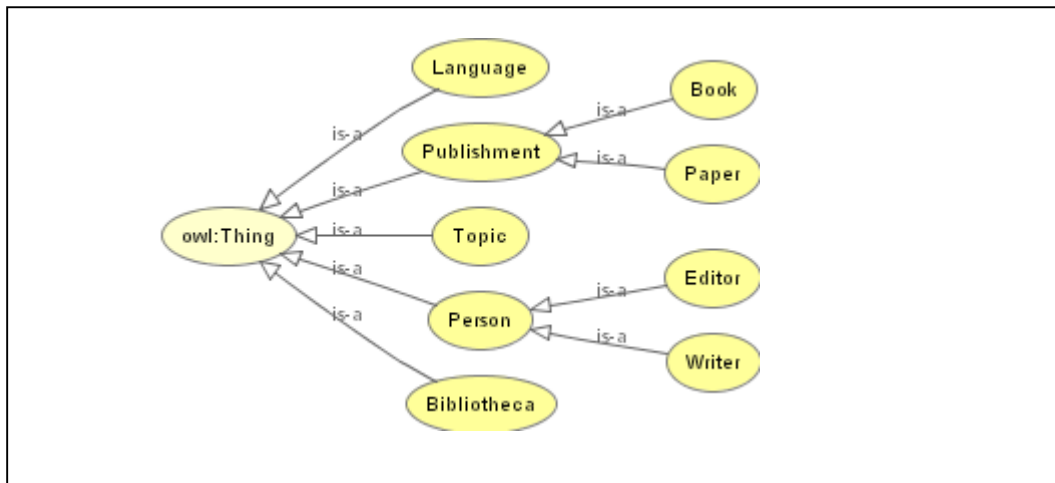 Language
is-a
Book
is-a
Publishment
is-a
Paper
is-a
owl:Thing
is-a
Topic
is-a
Editor
is-a
Person
is-a
is-a
Writer
Bibliotheca